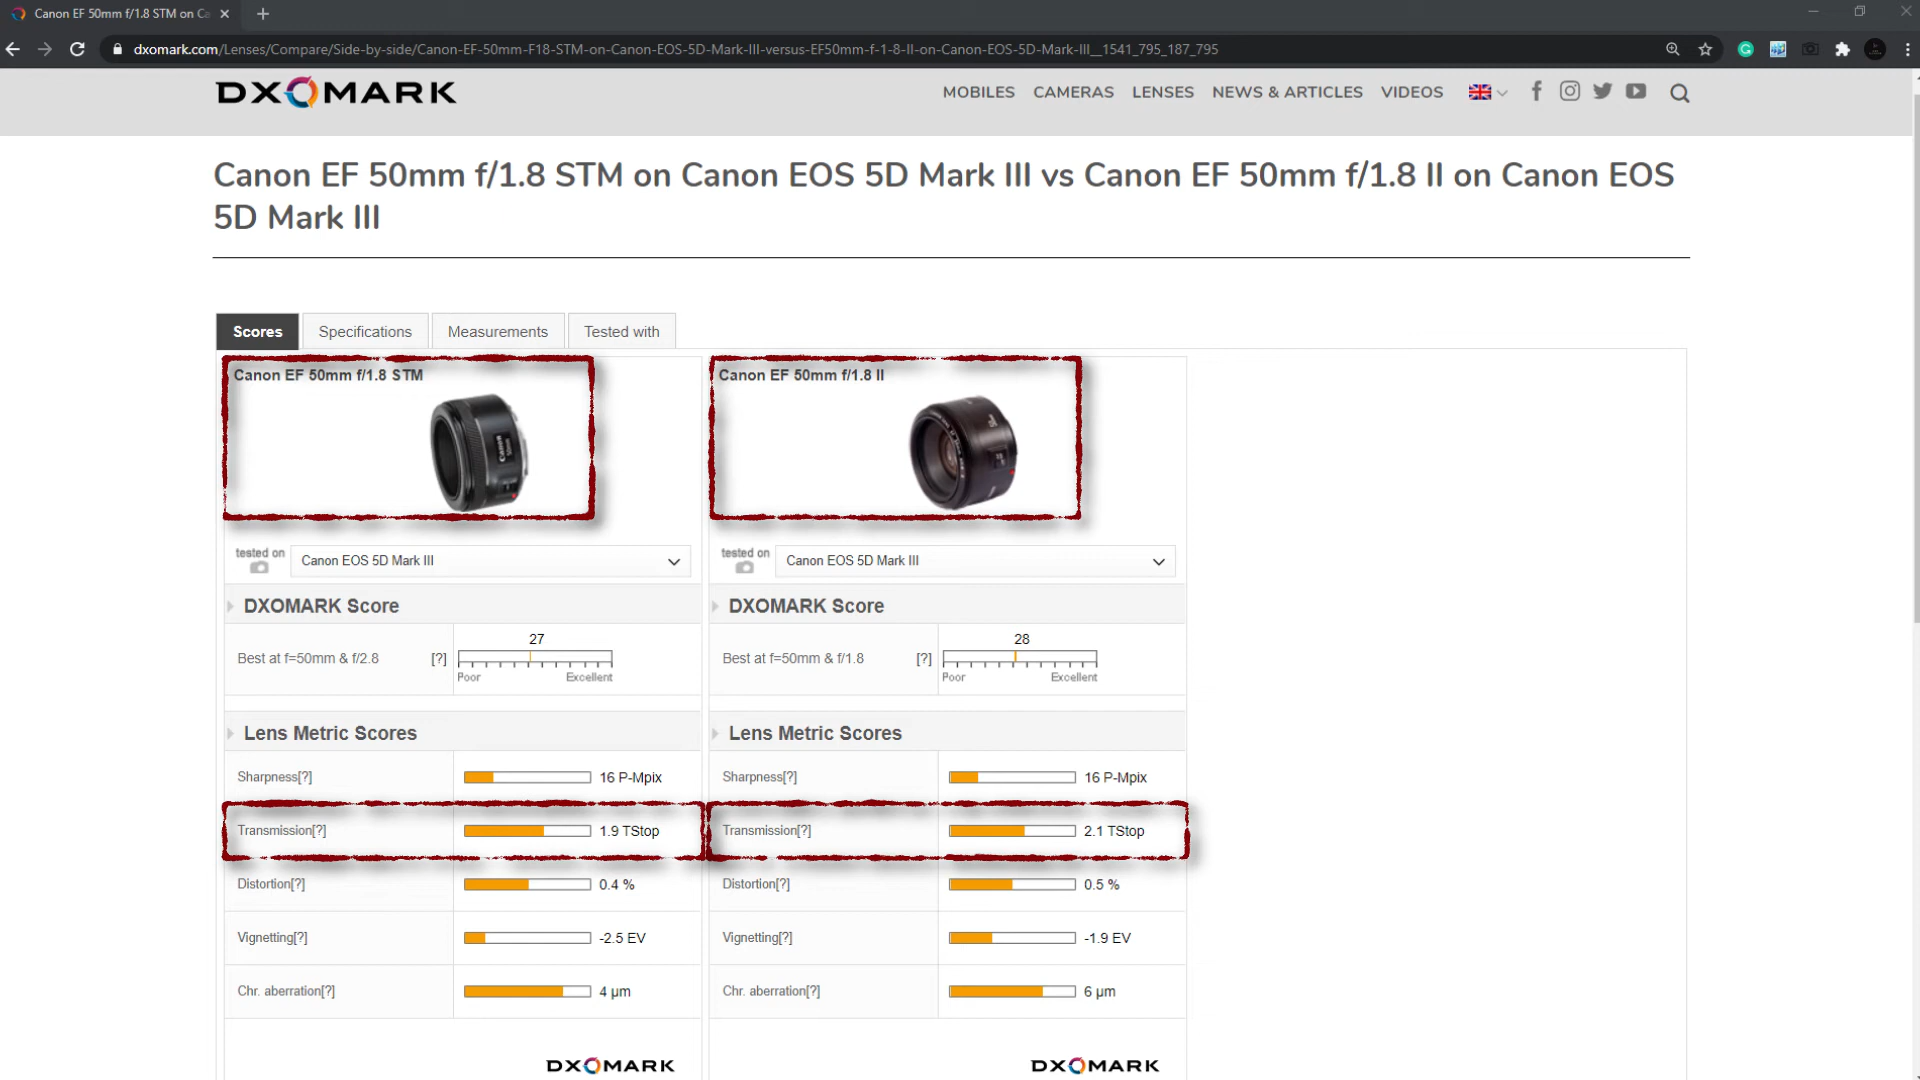 Canon EF 50mm f/1.8 STM on Ca
dxomark.com/Lenses/Compare/Side-by-side/Canon-EF-50mm-F18-STM-on-Canon-EOS-5D-Mark-III-versus-EF50mm-f-1-8-II-on-Canon-EOS-5D-Mark-III__1541_795_187_795
DXOMARK
MOBILES CAMERAS LENSES NEWS & ARTICLES VIDEOS
Canon EF 50mm f/1.8 STM on Canon EOS 5D Mark III vs Canon EF 50mm f/1.8 II on Canon EOS
5D Mark III
Scores Specifications Measurements Tested with
Canon EF 50mm f/1.8 STM
Canon EF 50mm f/1.8 II
tested on Canon EOS 5D Mark III
tested on Canon EOS 5D Mark III
DXOMARK Score
DXOMARK Score
27
28
Best at f=50mm & f/2.8 [?]
Best at f=50mm & f/1.8 [?]
Poor Excellent
Poor Excellent
Lens Metric Scores
Lens Metric Scores
Sharpness[?] 16 P-Mpix
Sharpness[?] 16 P-Mpix
Transmission[?] 1.9 TStop
Transmission[?] 2.1 TStop
Distortion[?] 0.4 %
Distortion[?] 0.5 %
Vignetting[?] -2.5 EV
Vignetting[?] -1.9 EV
Chr. aberration[?] 4 µm
Chr. aberration[?] 6 µm
DXOMARK
DXOMARK